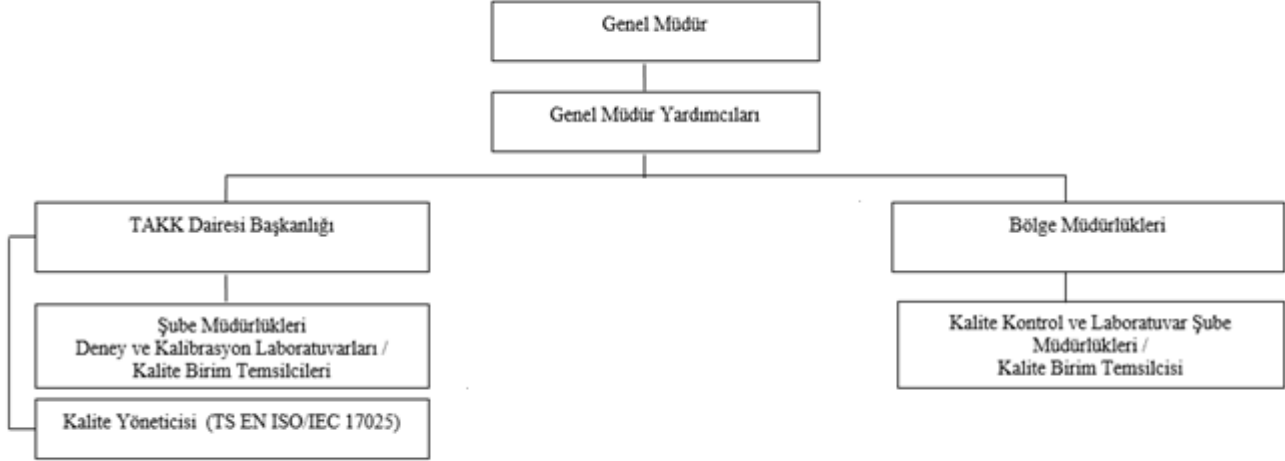 Genel Müdür
Genel Müdür Yardımcıları
TAKK Dairesi Başkanlığı
Bölge Müdürlükleri
Şube Müdürlükleri
Deney ve Kalibrasyon Laboratuvarları /
Kalite Birim Temsilcileri
Kalite Kontrol ve Laboratuvar Şube
Müdürlükleri /
Kalite Birim Temsilcisi
Kalite Yöneticisi (TS EN ISO/IEC 17025)